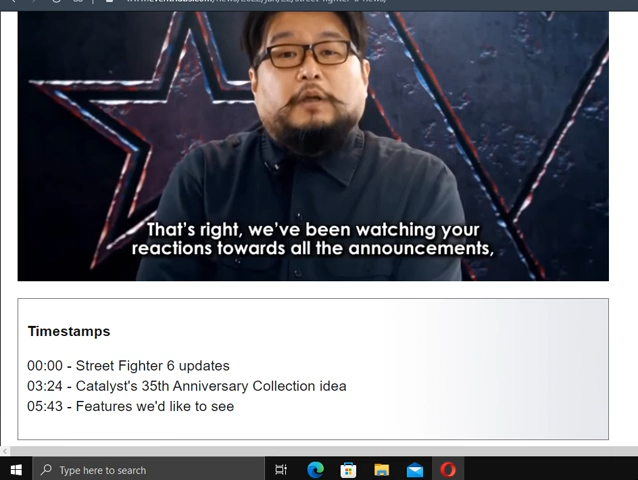 That's right, we've been watching your
reactions towards all the announcements,
Timestamps
00:00 - Street Fighter 6 updates
03:24 - Catalyst's 35th Anniversary Collection idea
05:43 - Features we'd like to see
Type here to search